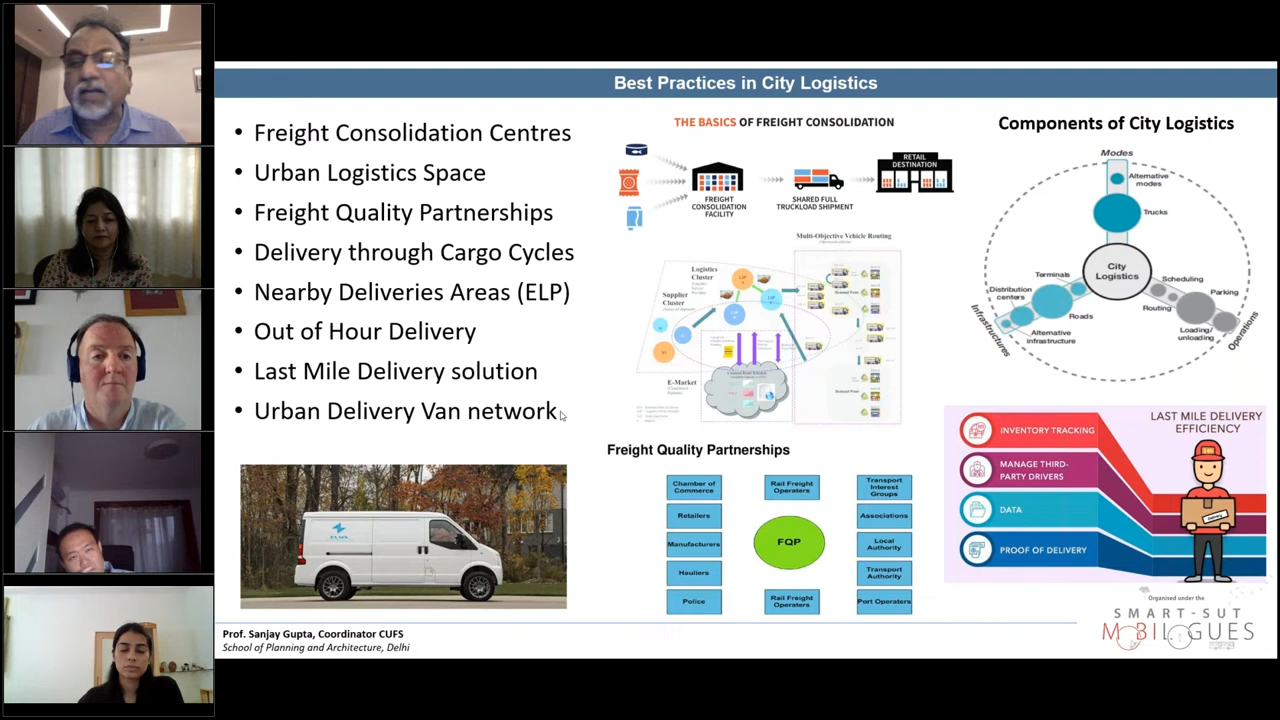 Best Practices in City Logistics
• Freight Consolidation Centres
• Urban Logistics Space
• Freight Quality Partnerships
• Delivery through Cargo Cycles
• Nearby Deliveries Areas (ELP)
• Out of Hour Delivery
• Last Mile Delivery solution
• Urban Delivery Van network
THE BASICS OF FREIGHT CONSOLIDATION
FREIGHT
CONSOLIDATION
FACILITY
SHARED FULL
TRUCKLOAD SHIPMENT
RETAIL
DESTINATION
Multi-Objective Vehicle Routing
Logistics
Cluster
Supplier
Cluster
E-Market
Freight Quality Partnerships
Chamber of
Commerce
Retailers
Manufacturers
Hauliers
Police
Rail Freight
Operaters
FQP
Rail Freight
Operaters
Transport
Interest
Groups
Associations
Local
Authority
Transport
Authority
Port Operaters
Components of City Logistics
Modes
Alternative
modes
Trucks
City
Logistics
Terminals
Distribution
centers
Roads
Alternative
infrastructure
Infrastructures
Scheduling
Routing
Parking
Loading/
unloading
Operations
LAST MILE DELIVERY
EFFICIENCY
INVENTORY TRACKING
MANAGE THIRD-
PARTY DRIVERS
DATA
PROOF OF DELIVERY
Prof. Sanjay Gupta, Coordinator CUFS
School of Planning and Architecture, Delhi
Organised under the
SMART-SUT
MOBILOGUES